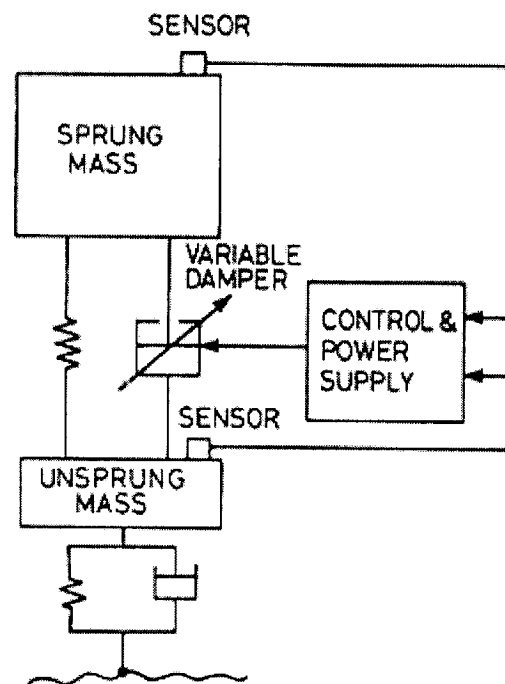 SENSOR
SPRUNG
MASS
VARIABLE
DAMPER
CONTROL &
POWER
SUPPLY
SENSOR
UNSPRUNG
MASS